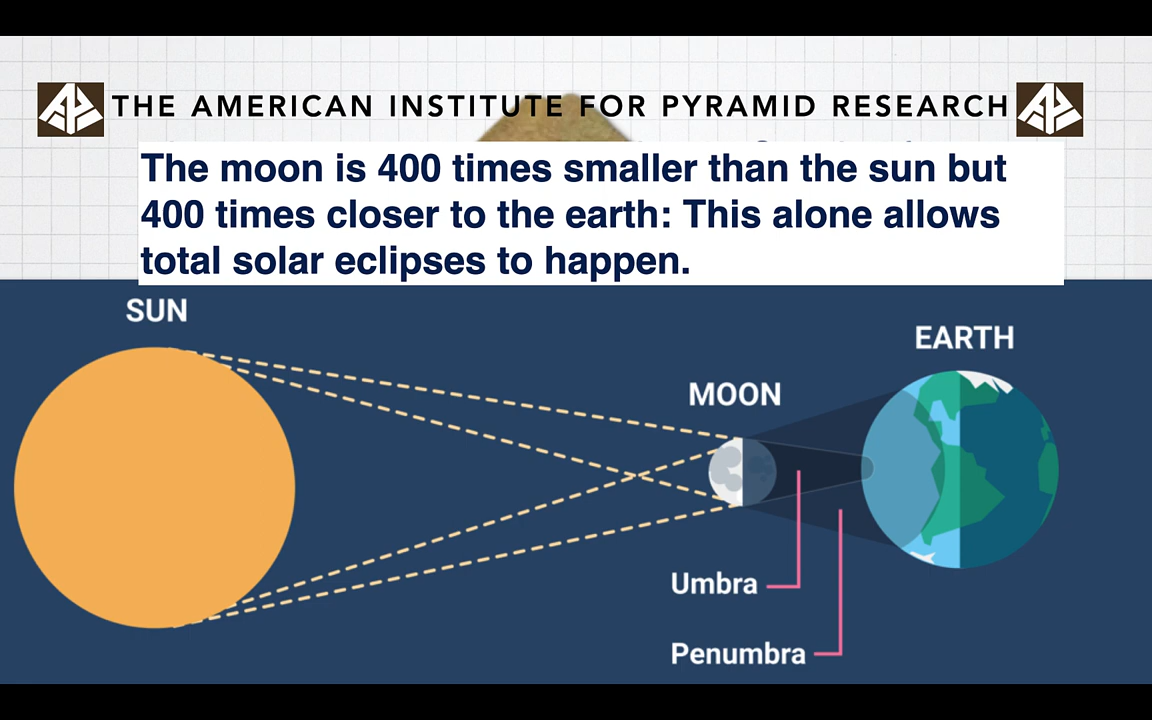 THE AMERICAN INSTITUTE FOR PYRAMID RESEARCH
The moon is 400 times smaller than the sun but
400 times closer to the earth: This alone allows
total solar eclipses to happen.
SUN
EARTH
MOON
Umbra
Penumbra